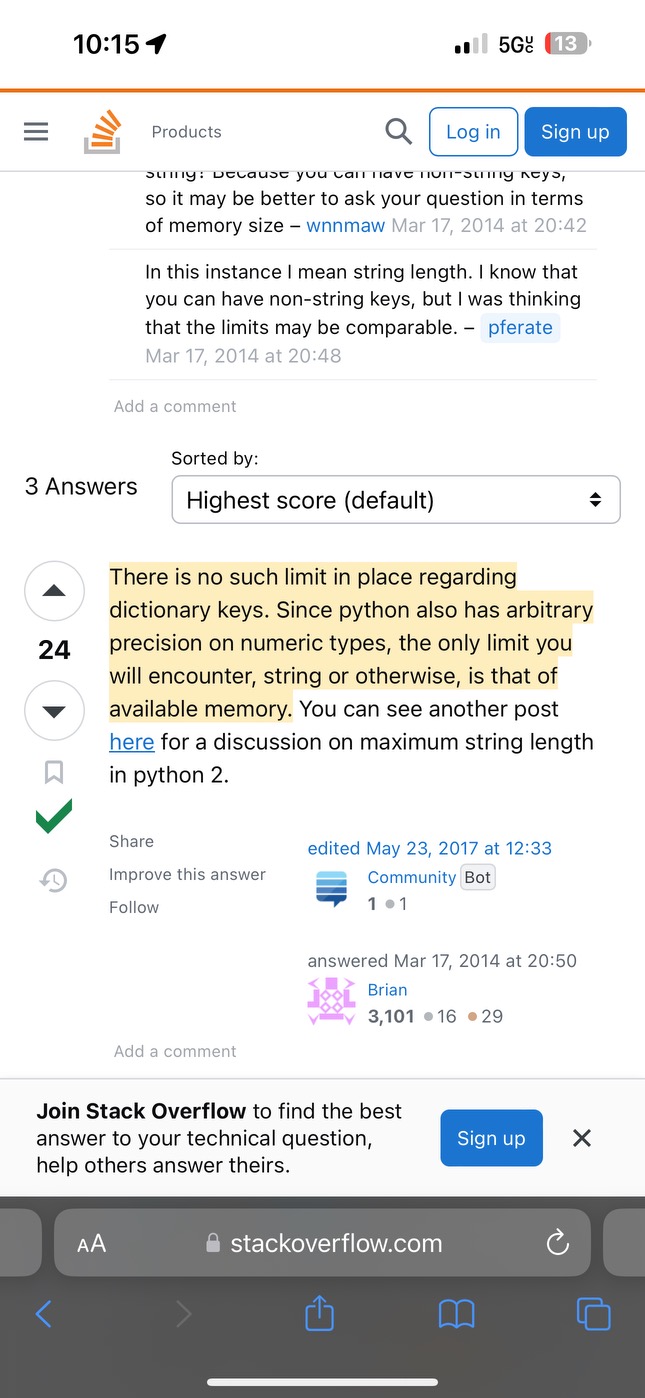 10:15
5G
13
Products
Log in
Sign up
string? Because you can have non-string keys,
so it may be better to ask your question in terms
of memory size – wnnmaw Mar 17, 2014 at 20:42
In this instance I mean string length. I know that
you can have non-string keys, but I was thinking
that the limits may be comparable. – pferate
Mar 17, 2014 at 20:48
Add a comment
Sorted by:
3 Answers
Highest score (default)
There is no such limit in place regarding
dictionary keys. Since python also has arbitrary
24
precision on numeric types, the only limit you
will encounter, string or otherwise, is that of
available memory. You can see another post
here for a discussion on maximum string length
in python 2.
Share
Improve this answer
Follow
edited May 23, 2017 at 12:33
Community Bot
1 1
answered Mar 17, 2014 at 20:50
Brian
3,101 16 29
Add a comment
Join Stack Overflow to find the best
answer to your technical question,
help others answer theirs.
Sign up
AA
stackoverflow.com